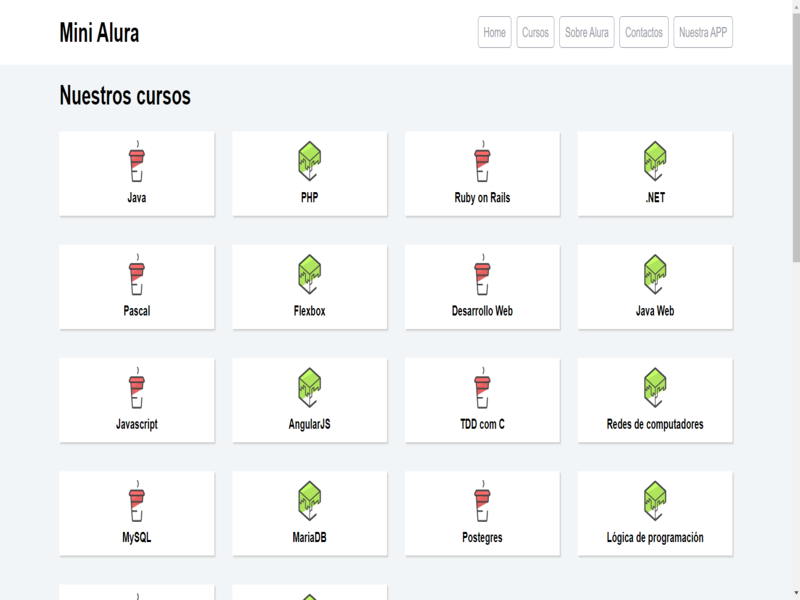 Mini Alura
Home Cursos Sobre Alura Contactos Nuestra APP
Nuestros cursos
Java PHP Ruby on Rails .NET
Pascal Flexbox Desarrollo Web Java Web
Javascript AngularJS TDD com C Redes de computadores
MySQL MariaDB Postegres Lógica de programación